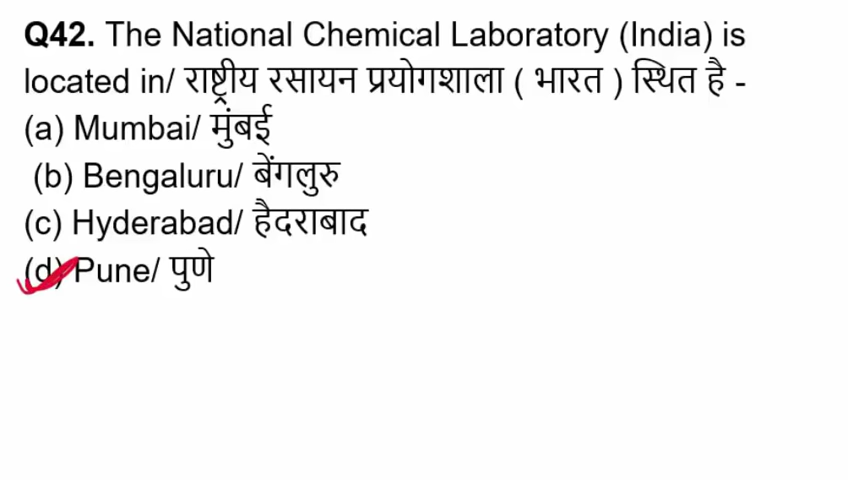 Q42. The National Chemical Laboratory (India) is
located in/ राष्ट्रीय रसायन प्रयोगशाला ( भारत ) स्थित है -
(a) Mumbai/ मुंबई
(b) Bengaluru/ बेंगलुरु
(c) Hyderabad/ हैदराबाद
(d) Pune/ पुणे